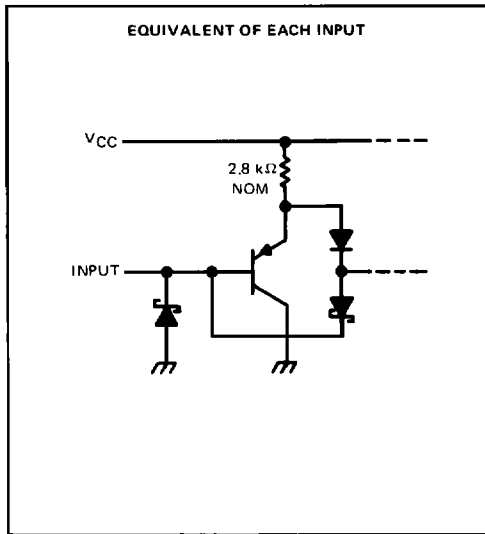 EQUIVALENT OF EACH INPUT
VCC
2.8 kΩ
NOM
INPUT